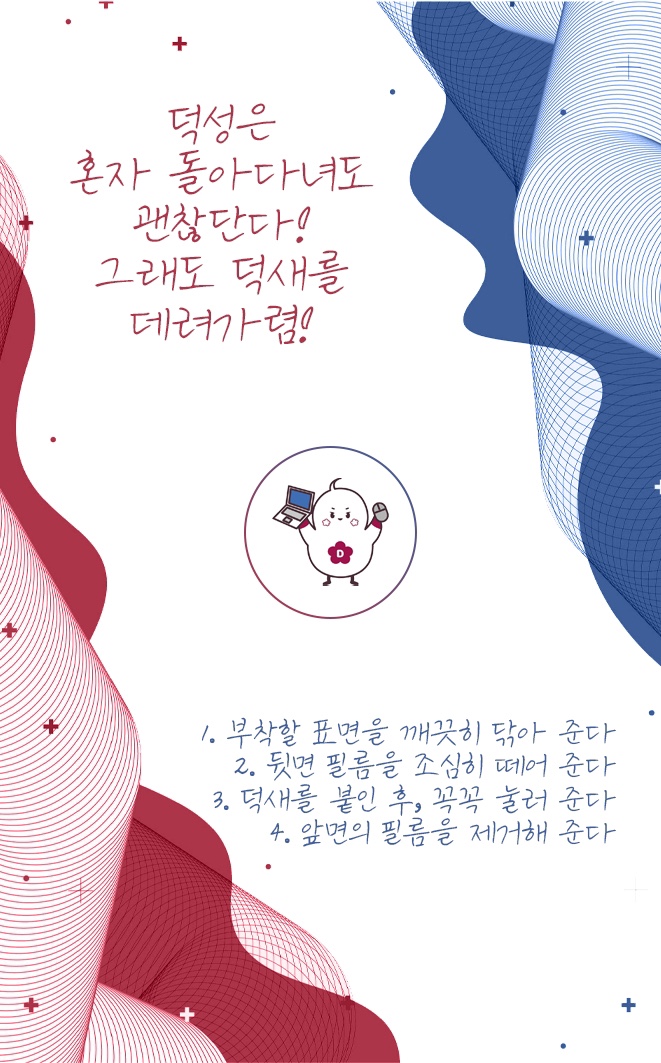 덕성은
혼자 돌아다녀도
괜찮단다!
그래도 덕새를
데려가렴!
D
1. 부착할 표면을 깨끗히 닦아 준다
2. 뒷면 필름을 조심히 떼어 준다
3. 덕새를 붙인 후, 꼭꼭 눌러 준다
4. 앞면의 필름을 제거해 준다